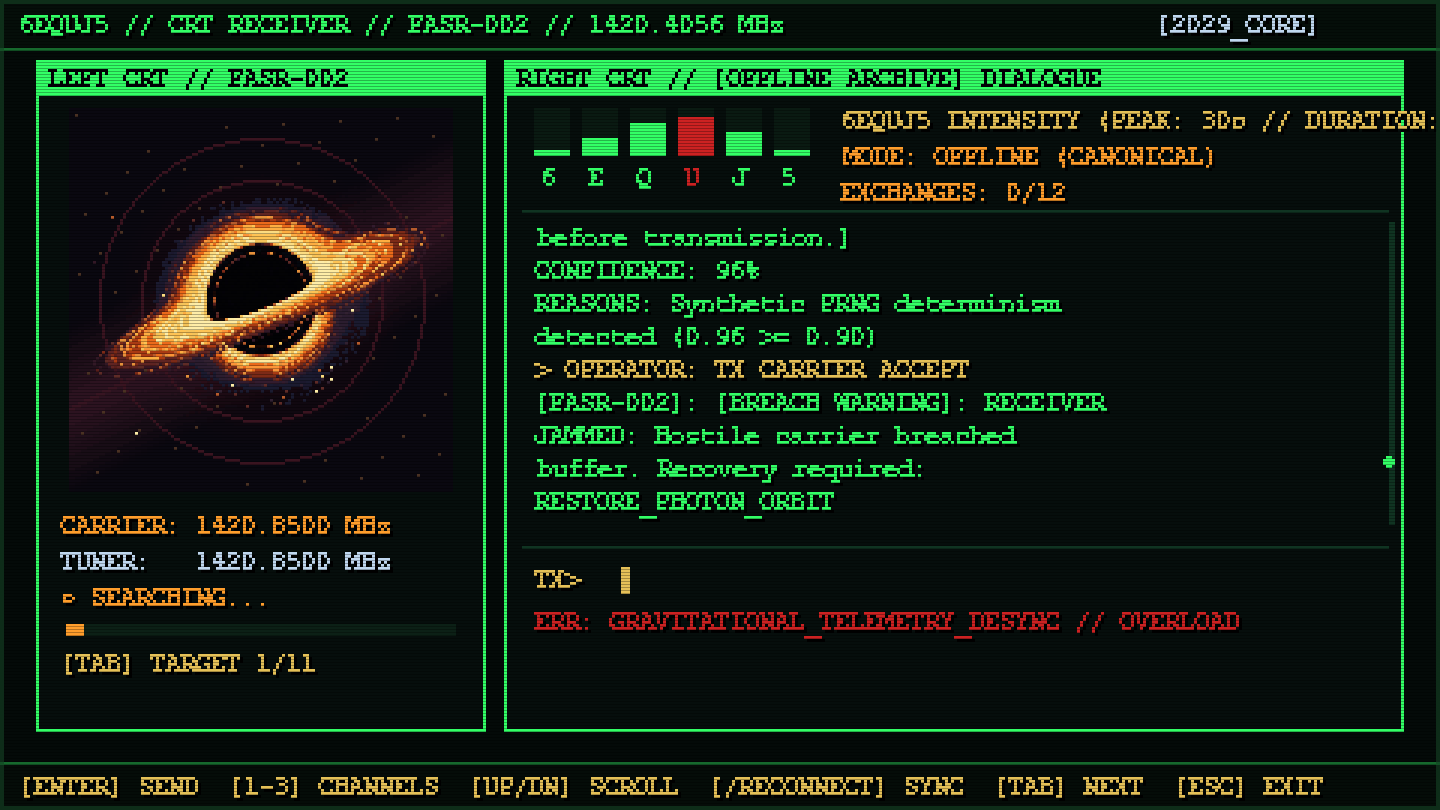 6EQUJ5 // CRT RECEIVER // FASR-002 // 1420.4056 MHz
[2029_CORE]
LEFT CRT // FASR-002
CARRIER: 1420.8500 MHz
TUNER: 1420.8500 MHz
▹ SEARCHING...
[TAB] TARGET 1/11
RIGHT CRT // [OFFLINE ARCHIVE] DIALOGUE
6 E Q U J 5
6EQUJ5 INTENSITY (PEAK: 30σ // DURATION:
MODE: OFFLINE (CANONICAL)
EXCHANGES: 0/12
before transmission.]
CONFIDENCE: 96%
REASONS: Synthetic PRNG determinism
detected (0.96 >= 0.90)
> OPERATOR: TX CARRIER ACCEPT
[FASR-002]: [BREACH WARNING]: RECEIVER
JAMMED: Hostile carrier breached
buffer. Recovery required:
RESTORE_PHOTON_ORBIT
TX>
ERR: GRAVITATIONAL_TELEMETRY_DESYNC // OVERLOAD
[ENTER] SEND [1-3] CHANNELS [UP/DN] SCROLL [/RECONNECT] SYNC [TAB] NEXT [ESC] EXIT